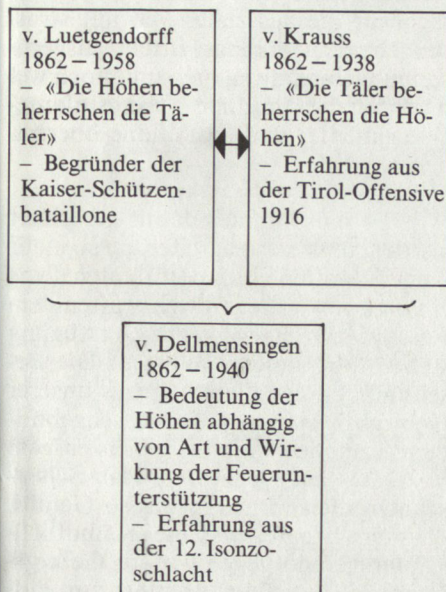 v. Luetgendorff
1862–1958
– «Die Höhen be-
herrschen die Tä-
ler»
– Begründer der
Kaiser-Schützen-
bataillone
v. Krauss
1862–1938
– «Die Täler be-
herrschen die Hö-
hen»
– Erfahrung aus
der Tirol-Offensive
1916
v. Dellmensingen
1862–1940
– Bedeutung der
Höhen abhängig
von Art und Wir-
kung der Feuerun-
terstützung
– Erfahrung aus
der 12. Isonzo-
schlacht